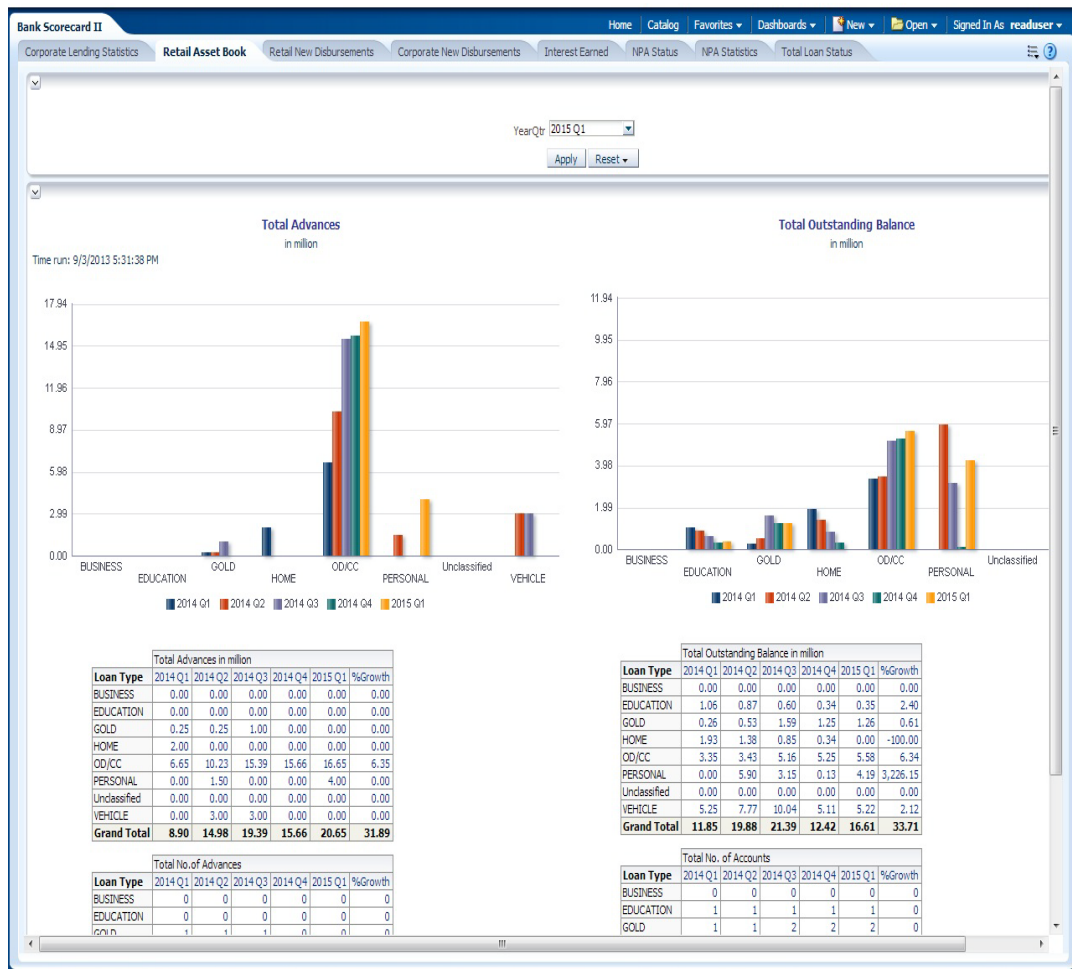 Bank Scorecard II
Home Catalog Favorites Dashboards New Open Signed In As readuser
Corporate Lending Statistics Retail Asset Book Retail New Disbursements Corporate New Disbursements Interest Earned NPA Status NPA Statistics Total Loan Status
YearQtr 2015 Q1
Apply Reset
Total Advances
in million
Time run: 9/3/2013 5:31:38 PM
17.94
14.95
11.96
8.97
5.98
2.99
0.00
BUSINESS EDUCATION GOLD HOME OD/CC PERSONAL Unclassified VEHICLE
2014 Q1 2014 Q2 2014 Q3 2014 Q4 2015 Q1
Total Outstanding Balance
in million
11.94
9.95
7.96
5.97
3.98
1.99
0.00
BUSINESS EDUCATION GOLD HOME OD/CC PERSONAL Unclassified
2014 Q1 2014 Q2 2014 Q3 2014 Q4 2015 Q1
Total Advances in million
Loan Type 2014 Q1 2014 Q2 2014 Q3 2014 Q4 2015 Q1 %Growth
BUSINESS 0.00 0.00 0.00 0.00 0.00 0.00
EDUCATION 0.00 0.00 0.00 0.00 0.00 0.00
GOLD 0.25 0.25 1.00 0.00 0.00 0.00
HOME 2.00 0.00 0.00 0.00 0.00 0.00
OD/CC 6.65 10.23 15.39 15.66 16.65 6.35
PERSONAL 0.00 1.50 0.00 0.00 4.00 0.00
Unclassified 0.00 0.00 0.00 0.00 0.00 0.00
VEHICLE 0.00 3.00 3.00 0.00 0.00 0.00
Grand Total 8.90 14.98 19.39 15.66 20.65 31.89
Total Outstanding Balance in million
Loan Type 2014 Q1 2014 Q2 2014 Q3 2014 Q4 2015 Q1 %Growth
BUSINESS 0.00 0.00 0.00 0.00 0.00 0.00
EDUCATION 1.06 0.87 0.60 0.34 0.35 2.40
GOLD 0.26 0.53 1.59 1.25 1.26 0.61
HOME 1.93 1.38 0.85 0.34 0.00 -100.00
OD/CC 3.35 3.43 5.16 5.25 5.58 6.34
PERSONAL 0.00 5.90 3.15 0.13 4.19 3,226.15
Unclassified 0.00 0.00 0.00 0.00 0.00 0.00
VEHICLE 5.25 7.77 10.04 5.11 5.22 2.12
Grand Total 11.85 19.88 21.39 12.42 16.61 33.71
Total No.of Advances
Loan Type 2014 Q1 2014 Q2 2014 Q3 2014 Q4 2015 Q1 %Growth
BUSINESS 0 0 0 0 0 0
EDUCATION 0 0 0 0 0 0
GOLD 1 1 1 0 0 0
Total No. of Accounts
Loan Type 2014 Q1 2014 Q2 2014 Q3 2014 Q4 2015 Q1 %Growth
BUSINESS 0 0 0 0 0 0
EDUCATION 1 1 1 1 1 0
GOLD 1 1 2 2 2 0